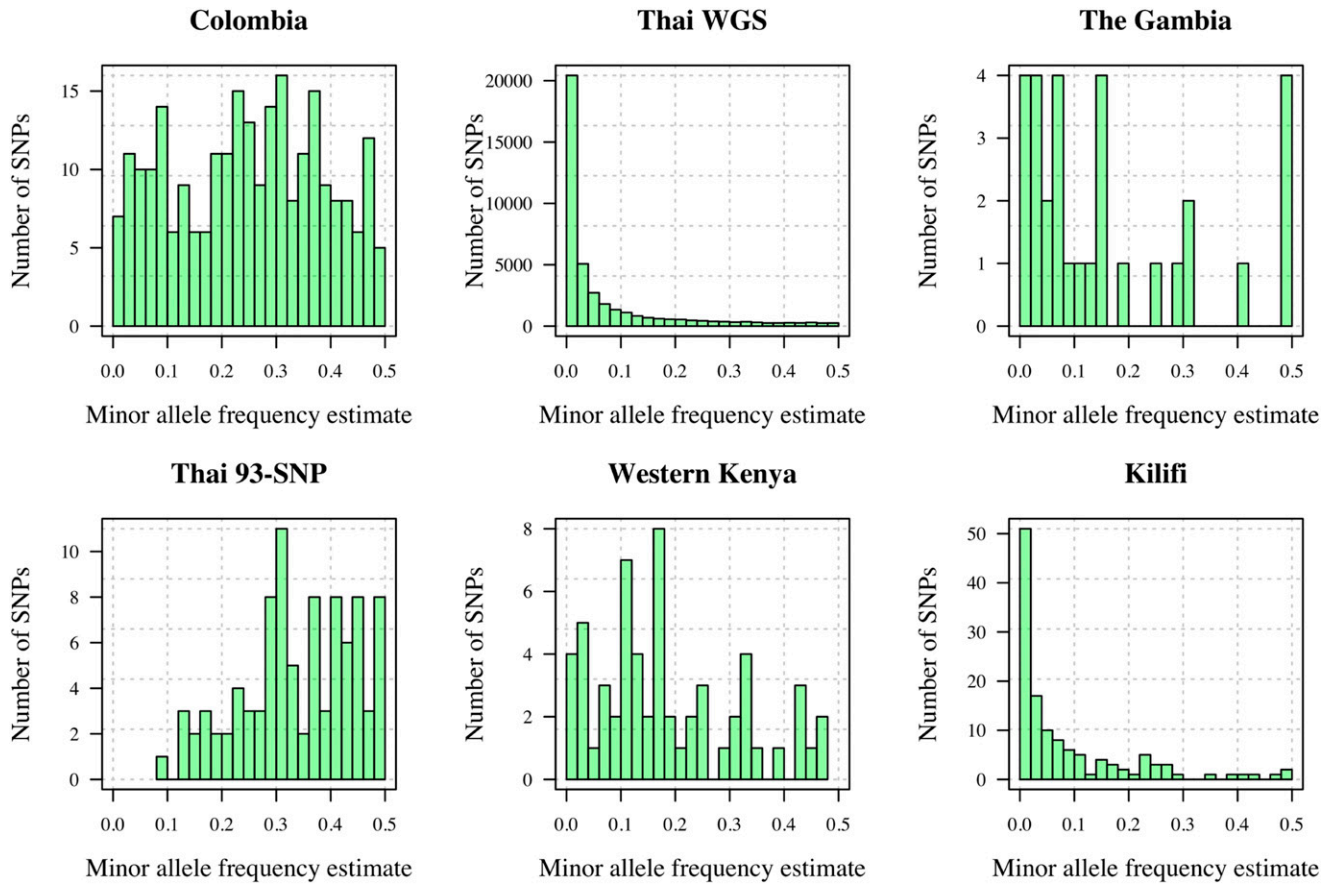 Colombia
Number of SNPs
15
10
5
0
0.0 0.1 0.2 0.3 0.4 0.5
Minor allele frequency estimate
Thai WGS
Number of SNPs
20000
15000
10000
5000
0
0.0 0.1 0.2 0.3 0.4 0.5
Minor allele frequency estimate
The Gambia
Number of SNPs
4
3
2
1
0
0.0 0.1 0.2 0.3 0.4 0.5
Minor allele frequency estimate
Thai 93-SNP
Number of SNPs
10
8
6
4
2
0
0.0 0.1 0.2 0.3 0.4 0.5
Minor allele frequency estimate
Western Kenya
Number of SNPs
8
6
4
2
0
0.0 0.1 0.2 0.3 0.4 0.5
Minor allele frequency estimate
Kilifi
Number of SNPs
50
40
30
20
10
0
0.0 0.1 0.2 0.3 0.4 0.5
Minor allele frequency estimate